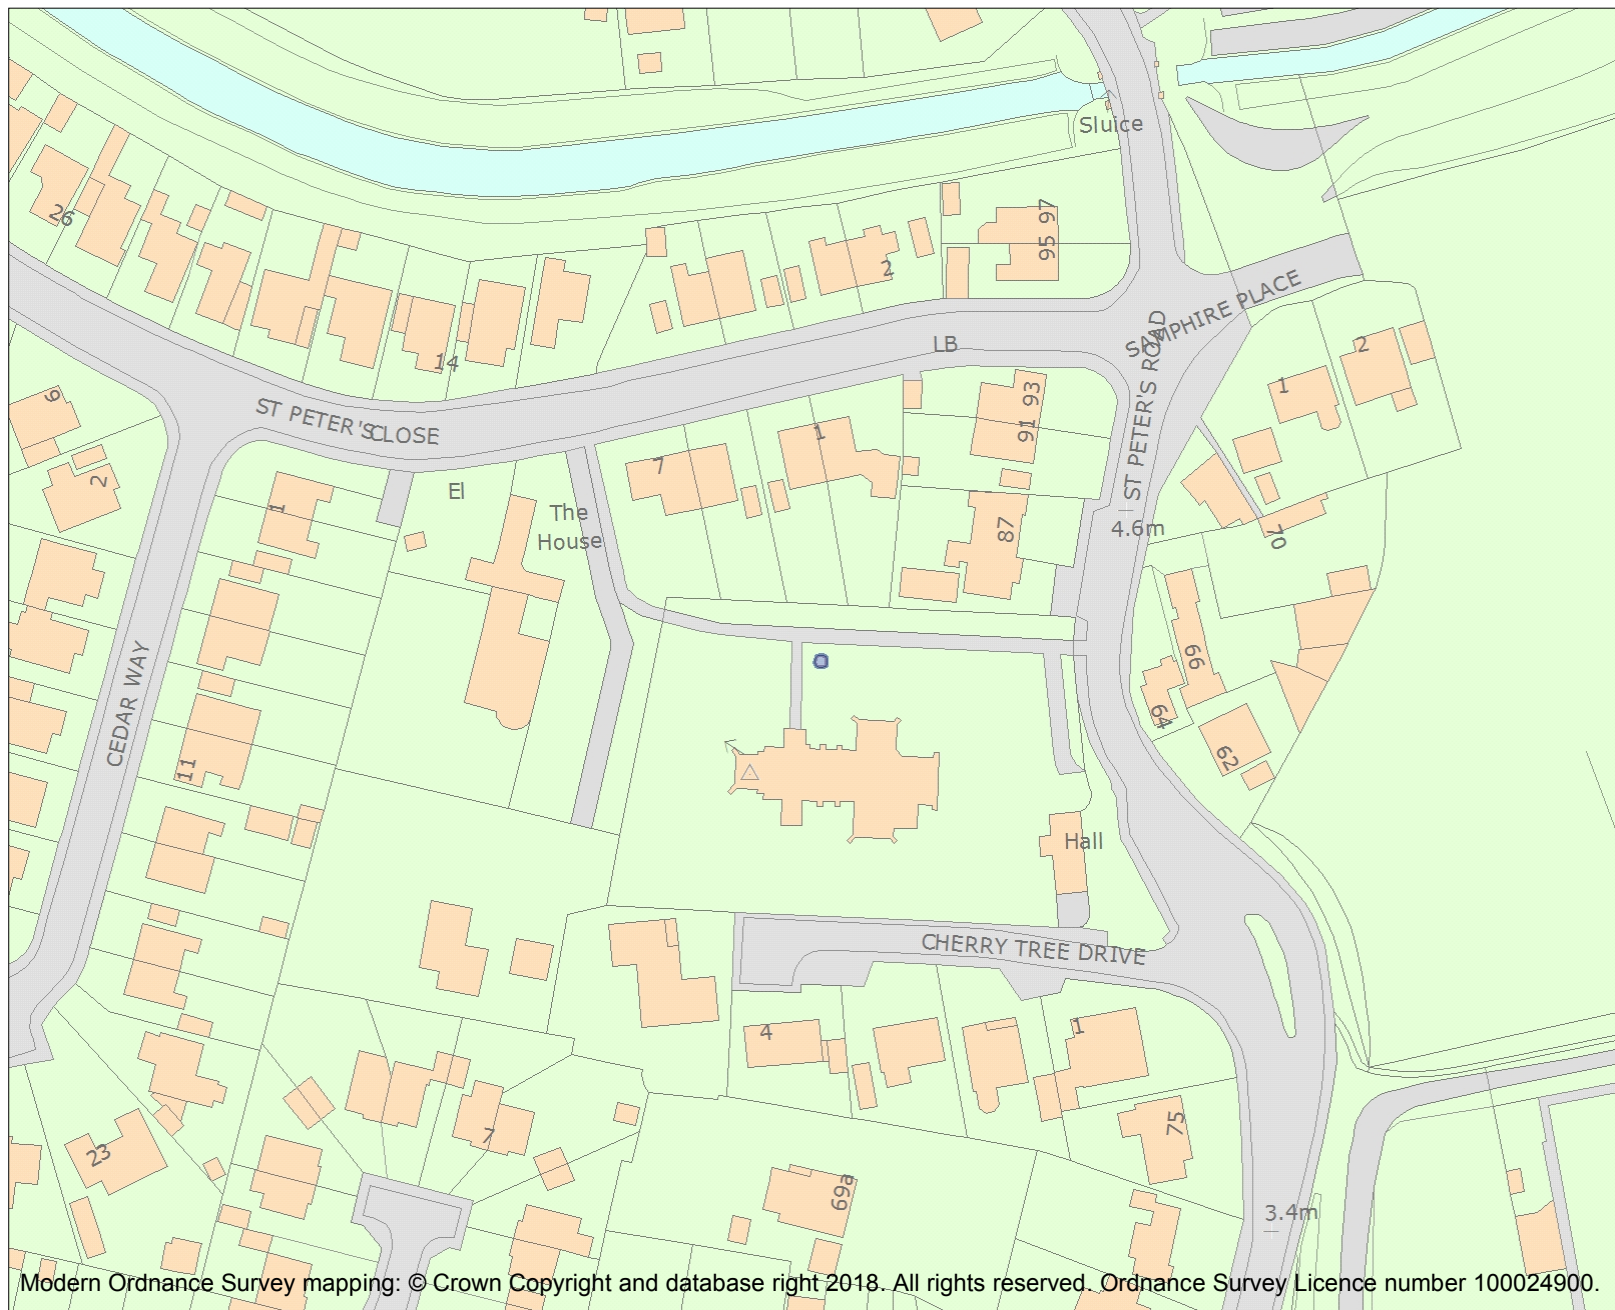 Sluice
26
97
95
2
SAMPHIRE PLACE
LB
14
ST PETER'S ROAD
2
1
9
ST PETER'S CLOSE
93
91
1
7
2
El
1
The
House
87
4.6m
70
66
64
62
CEDAR WAY
11
Hall
CHERRY TREE DRIVE
4
1
75
7
23
69a
3.4m
Modern Ordnance Survey mapping: © Crown Copyright and database right 2018. All rights reserved. Ordnance Survey Licence number 100024900.